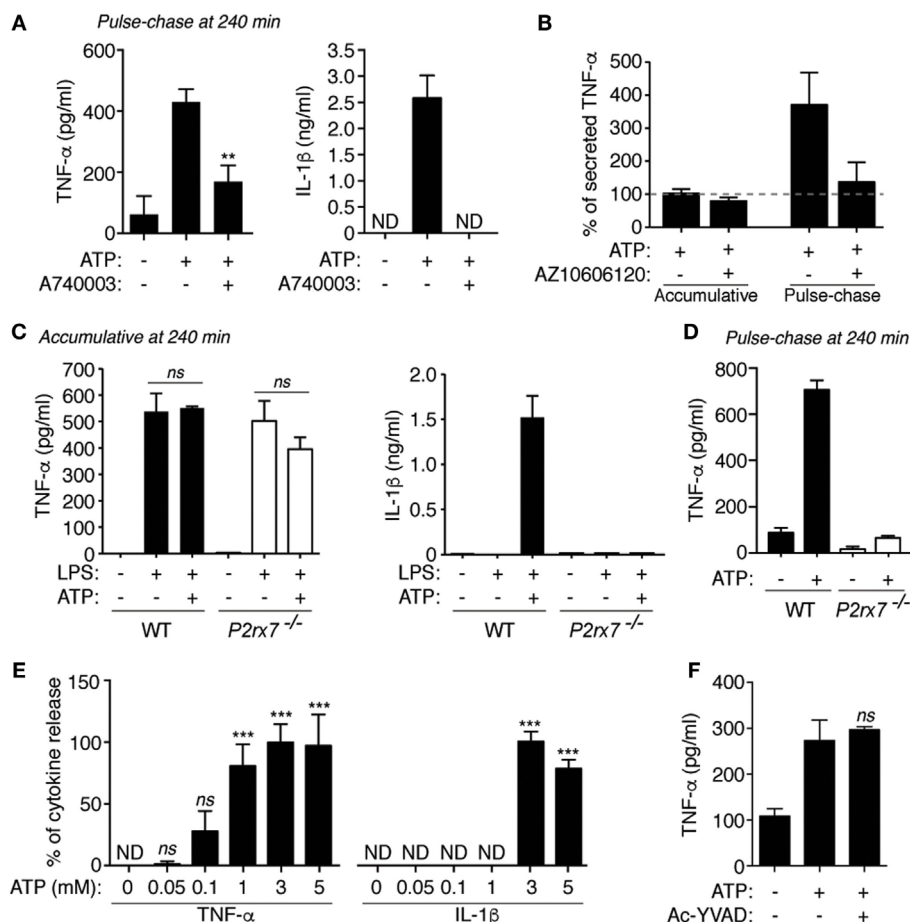 A
Pulse-chase at 240 min
TNF-α (pg/ml)
600
400
200
0
**
ATP: - + +
A740003: - - +
IL-1β (ng/ml)
3.5
3.0
2.5
2.0
1.5
1.0
0.5
0
ND ND
ATP: - + +
A740003: - - +
B
% of secreted TNF-α
500
400
300
200
100
0
ATP: + + + +
AZ10606120: - + - +
Accumulative Pulse-chase
C
Accumulative at 240 min
TNF-α (pg/ml)
700
600
500
400
300
200
100
0
ns ns
LPS: - + + - + +
ATP: - - + - - +
WT P2rx7 -/-
IL-1β (ng/ml)
2.0
1.5
1.0
0.5
0
LPS: - + + - + +
ATP: - - + - - +
WT P2rx7 -/-
D
Pulse-chase at 240 min
TNF-α (pg/ml)
800
600
400
200
0
ATP: - + - +
WT P2rx7 -/-
E
% of cytokine release
150
100
50
0
ND ns ns *** *** *** ND ND ND ND *** ***
ATP (mM): 0 0.05 0.1 1 3 5 0 0.05 0.1 1 3 5
TNF-α IL-1β
F
TNF-α (pg/ml)
400
300
200
100
0
ns
ATP: - + +
Ac-YVAD: - - +